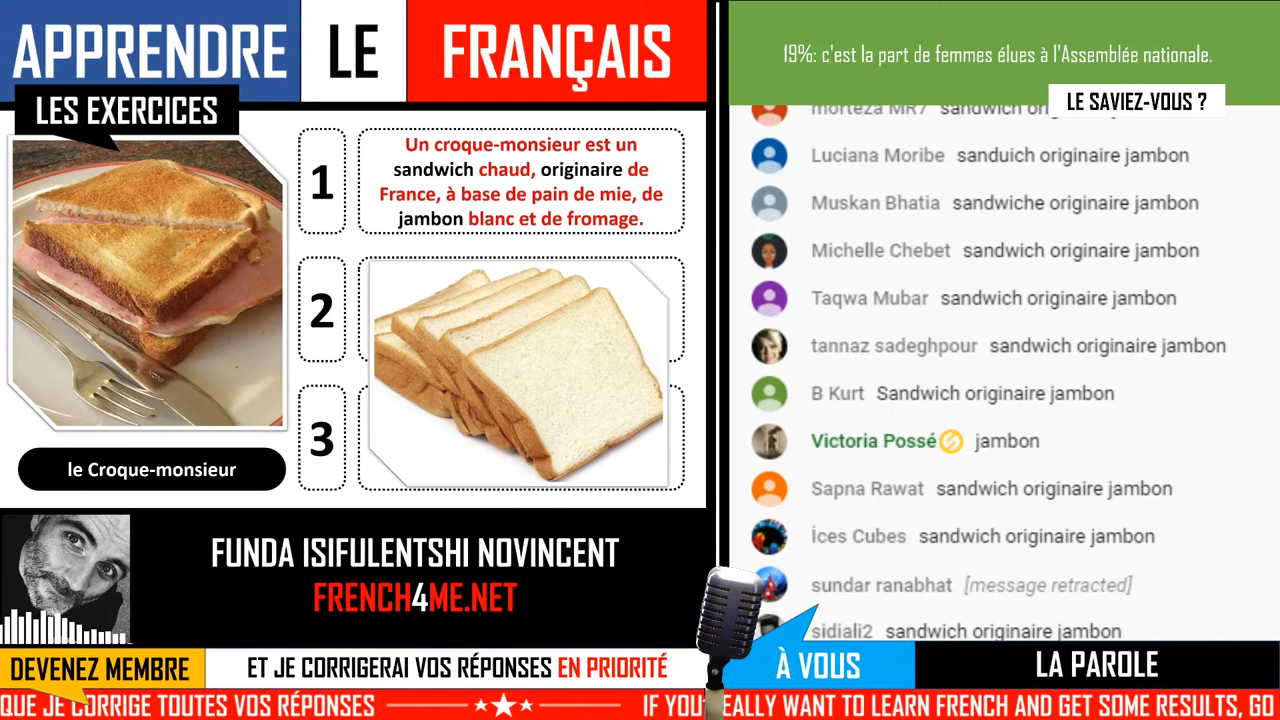 APPRENDRE LE FRANÇAIS
LES EXERCICES
1
Un croque-monsieur est un
sandwich chaud, originaire de
France, à base de pain de mie, de
jambon blanc et de fromage.
2
3
le Croque-monsieur
FUNDA ISIFULENTSHI NOVINCENT
FRENCH4ME.NET
DEVENEZ MEMBRE
ET JE CORRIGERAI VOS RÉPONSES EN PRIORITÉ
19%: c'est la part de femmes élues à l'Assemblée nationale.
LE SAVIEZ-VOUS ?
morteza MR7 sandwich originaire jambon
Luciana Moribe sanduich originaire jambon
Muskan Bhatia sandwiche originaire jambon
Michelle Chebet sandwich originaire jambon
Taqwa Mubar sandwich originaire jambon
tannaz sadeghpour sandwich originaire jambon
B Kurt Sandwich originaire jambon
Victoria Possé jambon
Sapna Rawat sandwich originaire jambon
İces Cubes sandwich originaire jambon
sundar ranabhat [message retracted]
sidiali2 sandwich originaire jambon
À VOUS
LA PAROLE
QUE JE CORRIGE TOUTES VOS RÉPONSES
IF YOU REALLY WANT TO LEARN FRENCH AND GET SOME RESULTS, GO